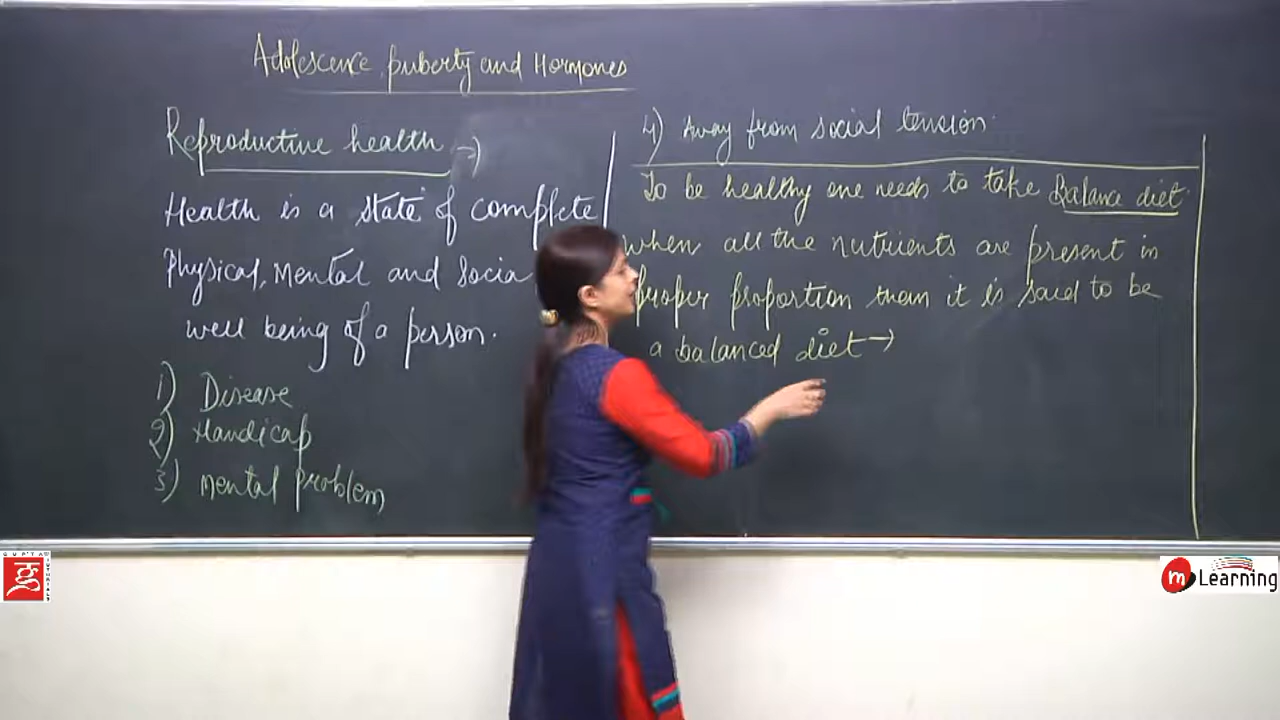 Adolescence, puberty and Hormones
Reproductive health →)
Health is a state of complete
Physical, Mental and Socia
well being of a person.
1) Disease
2) Handicap
3) Mental problem
4) Away from social tension.
To be healthy one needs to take Balance diet.
when all the nutrients are present in
proper proportion then it is said to be
a balanced diet →
GUPTA
m Learning